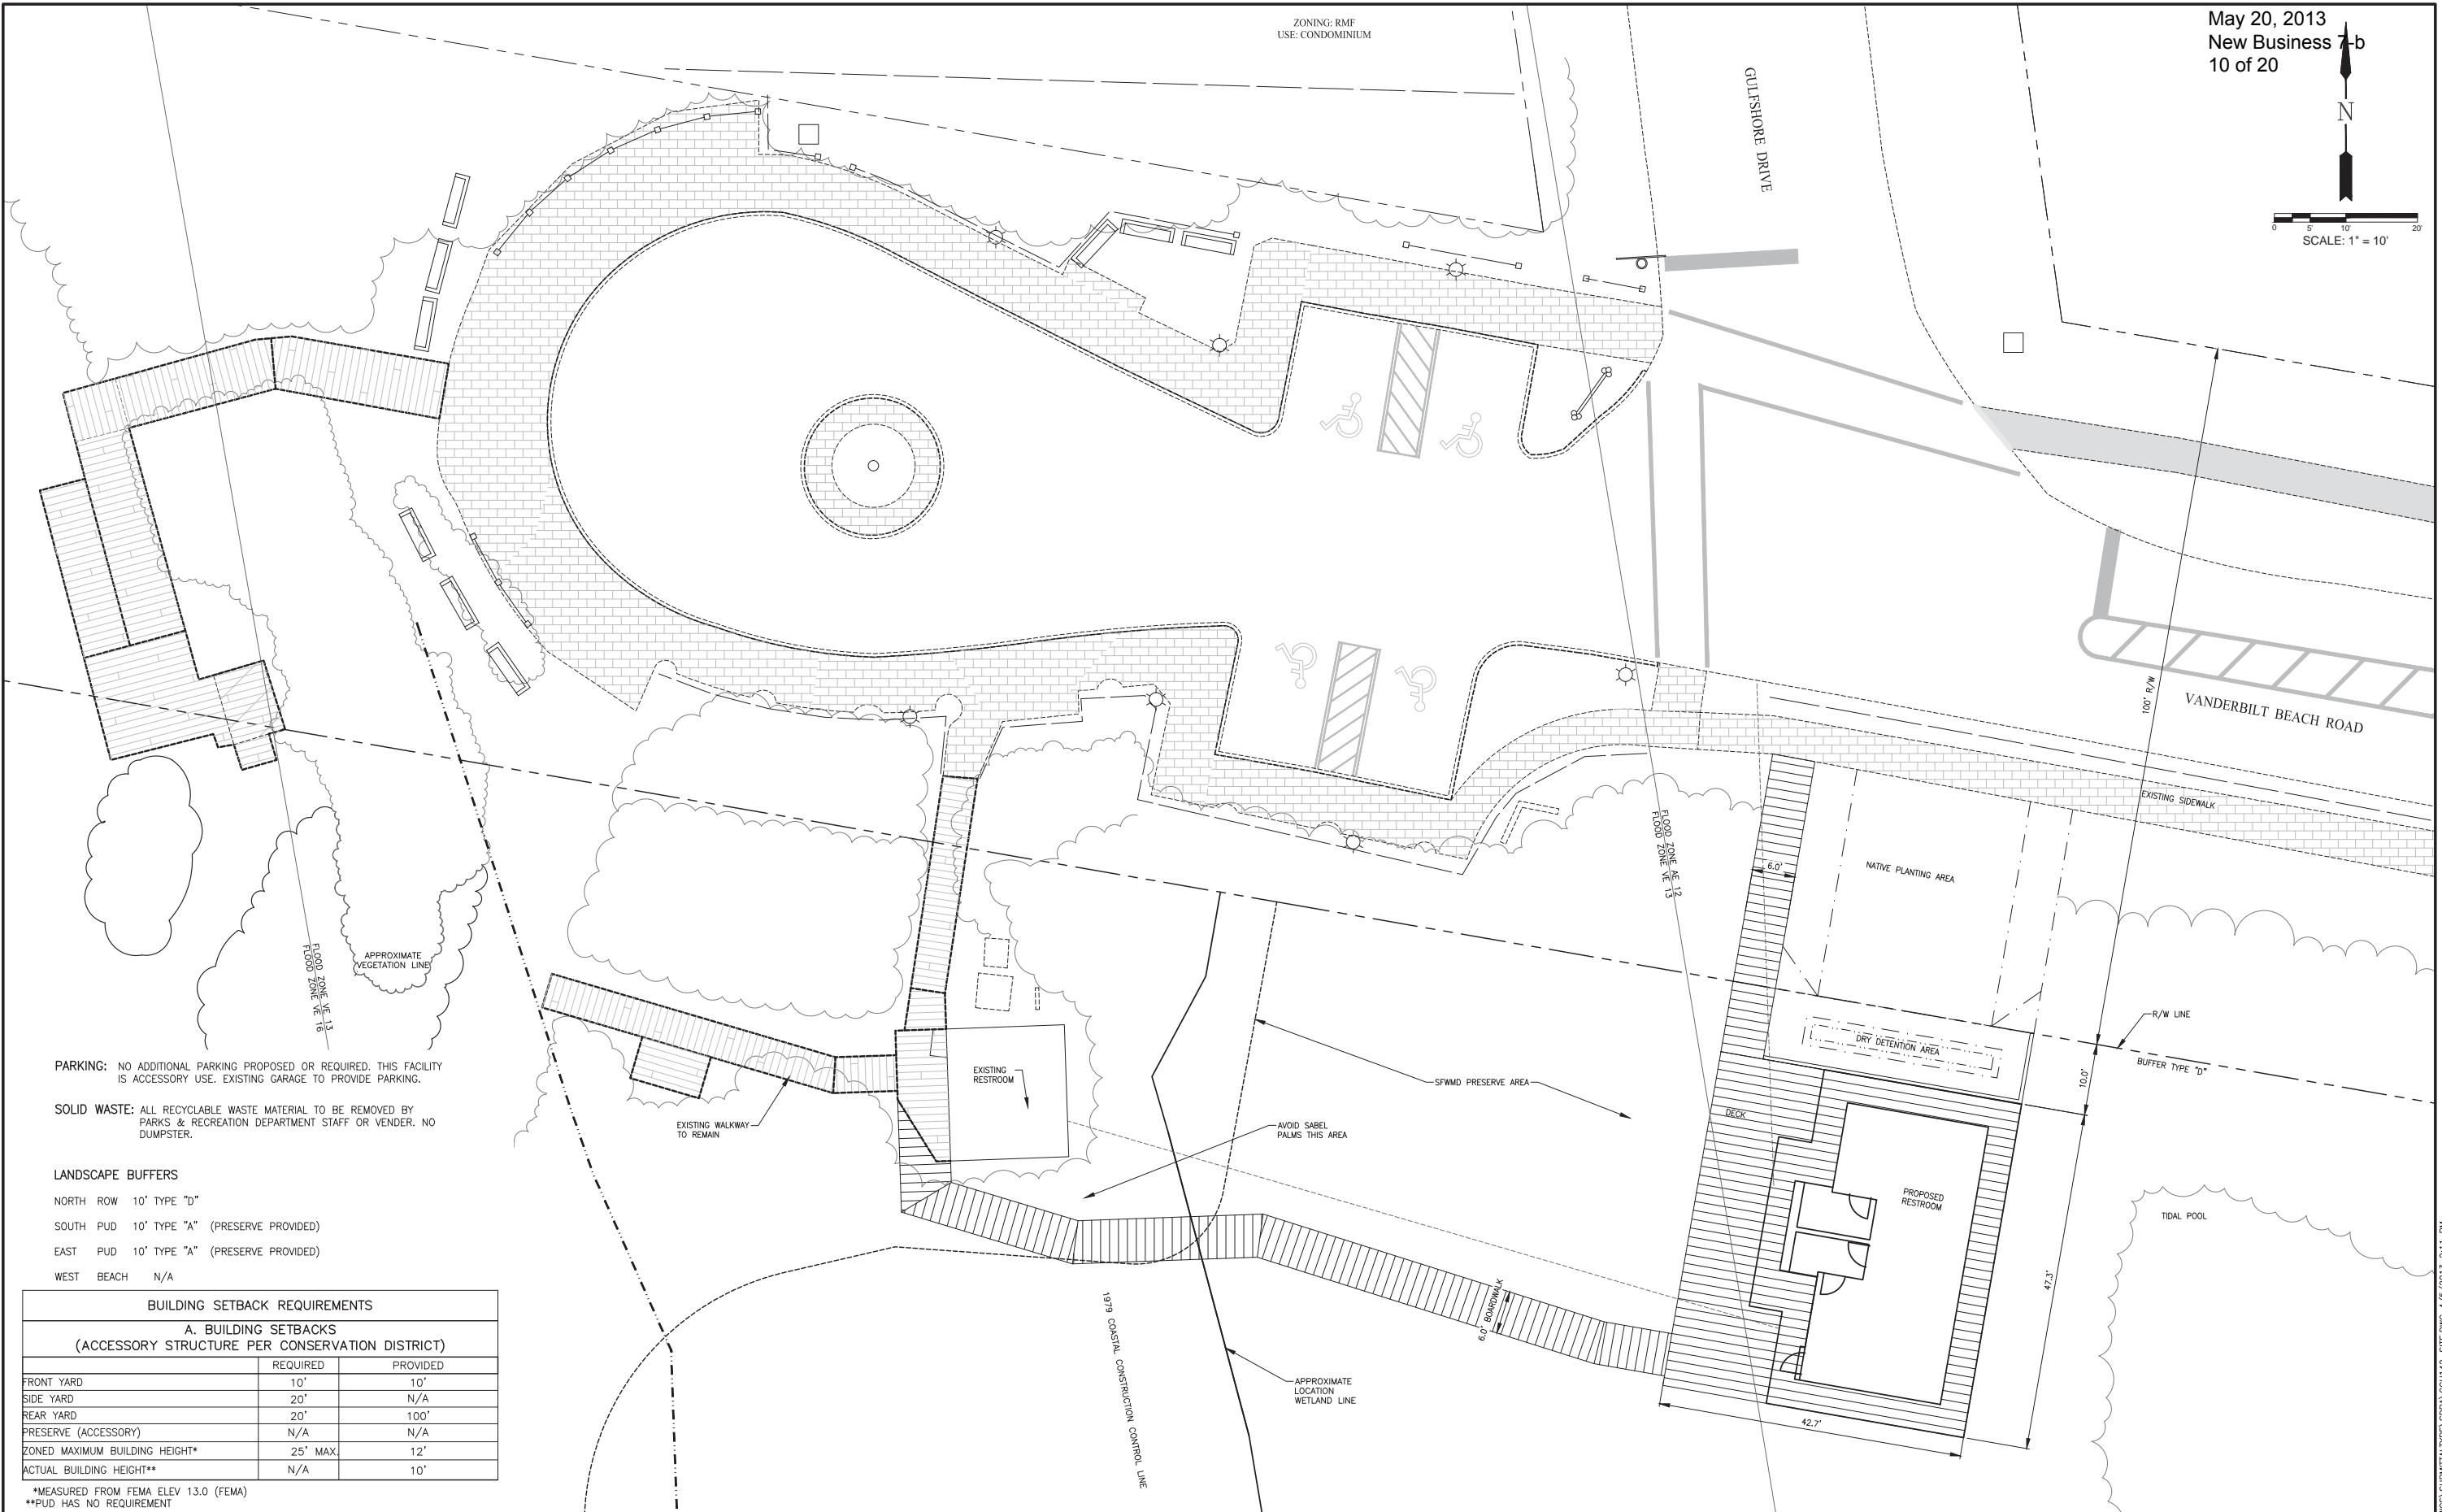 ZONING: RMF
USE: CONDOMINIUM
May 20, 2013
New Business 7-b
10 of 20
N
0 5' 10' 20'
SCALE: 1" = 10'
GULFSHORE DRIVE
100' R/W
VANDERBILT BEACH ROAD
EXISTING SIDEWALK
FLOOD ZONE AE 12
FLOOD ZONE VE 13
6.0'
NATIVE PLANTING AREA
FLOOD ZONE VE 13
FLOOD ZONE VE 16
APPROXIMATE
VEGETATION LINE
R/W LINE
DRY DETENTION AREA
BUFFER TYPE "D"
10.0'
PARKING: NO ADDITIONAL PARKING PROPOSED OR REQUIRED. THIS FACILITY
IS ACCESSORY USE. EXISTING GARAGE TO PROVIDE PARKING.
SOLID WASTE: ALL RECYCLABLE WASTE MATERIAL TO BE REMOVED BY
PARKS & RECREATION DEPARTMENT STAFF OR VENDER. NO
DUMPSTER.
EXISTING
RESTROOM
SFWMD PRESERVE AREA
DECK
EXISTING WALKWAY
TO REMAIN
AVOID SABEL
PALMS THIS AREA
PROPOSED
RESTROOM
TIDAL POOL
LANDSCAPE BUFFERS
NORTH ROW 10' TYPE "D"
SOUTH PUD 10' TYPE "A" (PRESERVE PROVIDED)
EAST PUD 10' TYPE "A" (PRESERVE PROVIDED)
WEST BEACH N/A
47.3'
6.0' BOARDWALK
1979 COASTAL CONSTRUCTION CONTROL LINE
APPROXIMATE
LOCATION
WETLAND LINE
42.7'
BUILDING SETBACK REQUIREMENTS
A. BUILDING SETBACKS
(ACCESSORY STRUCTURE PER CONSERVATION DISTRICT)
REQUIRED PROVIDED
FRONT YARD 10' 10'
SIDE YARD 20' N/A
REAR YARD 20' 100'
PRESERVE (ACCESSORY) N/A N/A
ZONED MAXIMUM BUILDING HEIGHT* 25' MAX. 12'
ACTUAL BUILDING HEIGHT** N/A 10'
*MEASURED FROM FEMA ELEV 13.0 (FEMA)
**PUD HAS NO REQUIREMENT